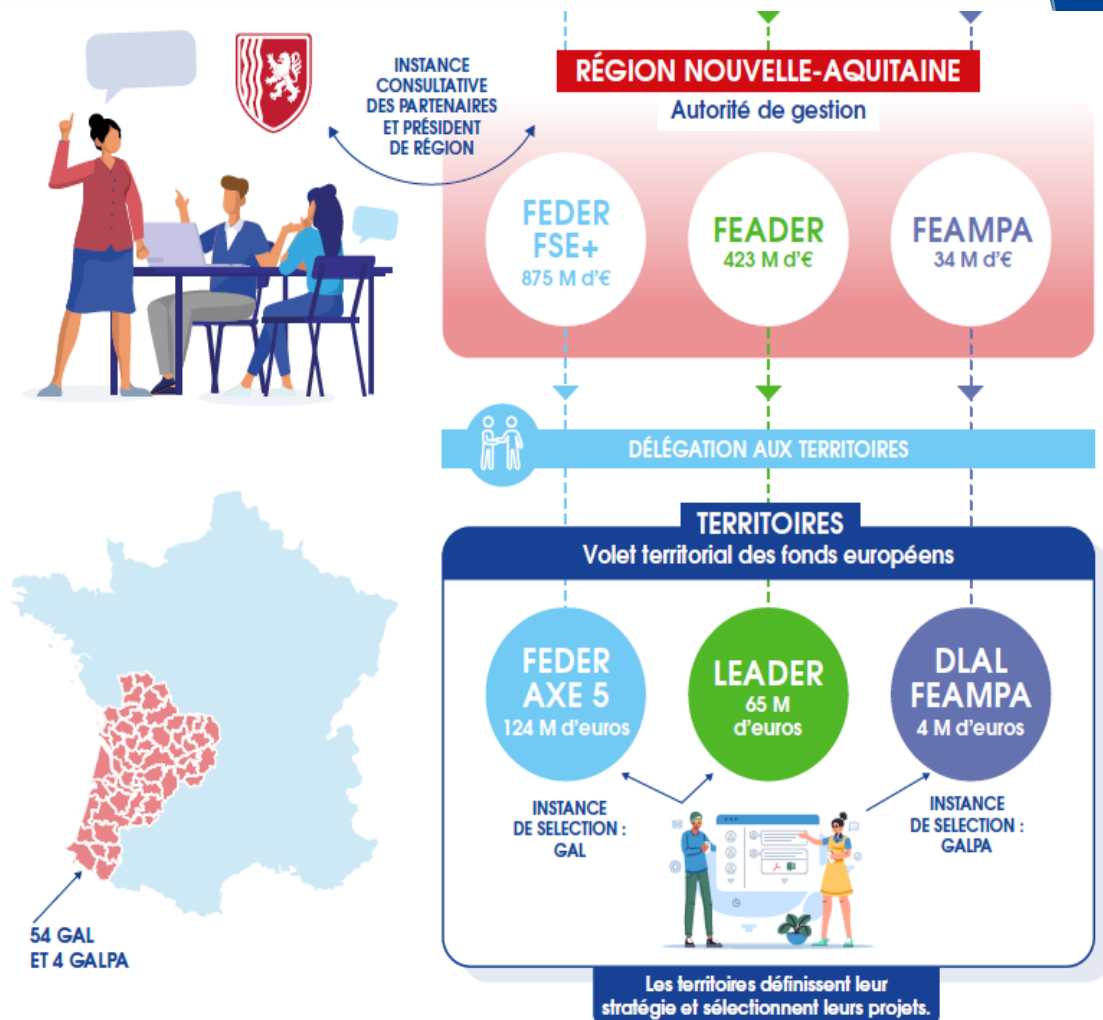 INSTANCE
CONSULTATIVE
DES PARTENAIRES
ET PRÉSIDENT
DE RÉGION
RÉGION NOUVELLE-AQUITAINE
Autorité de gestion
FEDER
FSE+
875 M d'€
FEADER
423 M d'€
FEAMPA
34 M d'€
DÉLÉGATION AUX TERRITOIRES
TERRITOIRES
Volet territorial des fonds européens
FEDER
AXE 5
124 M d'euros
LEADER
65 M
d'euros
DLAL
FEAMPA
4 M d'euros
INSTANCE
DE SELECTION :
GAL
INSTANCE
DE SELECTION :
GALPA
54 GAL
ET 4 GALPA
Les territoires définissent leur
stratégie et sélectionnent leurs projets.